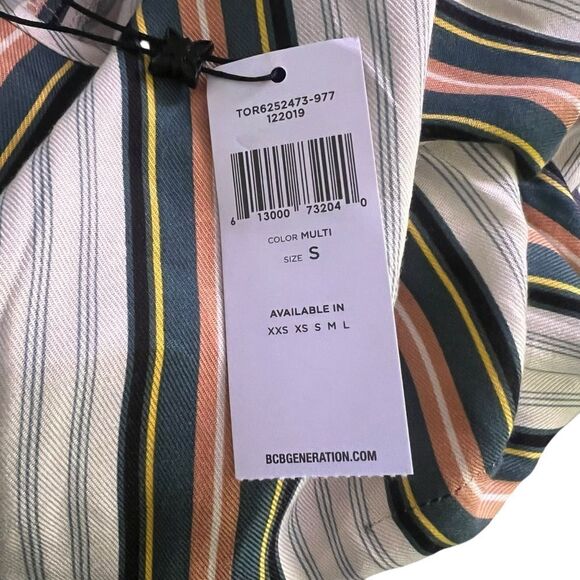 TOR6252473-977
122019
6 13000 73204 0
COLOR MULTI
SIZE S
AVAILABLE IN
XXS XS S M L
BCBGENERATION.COM